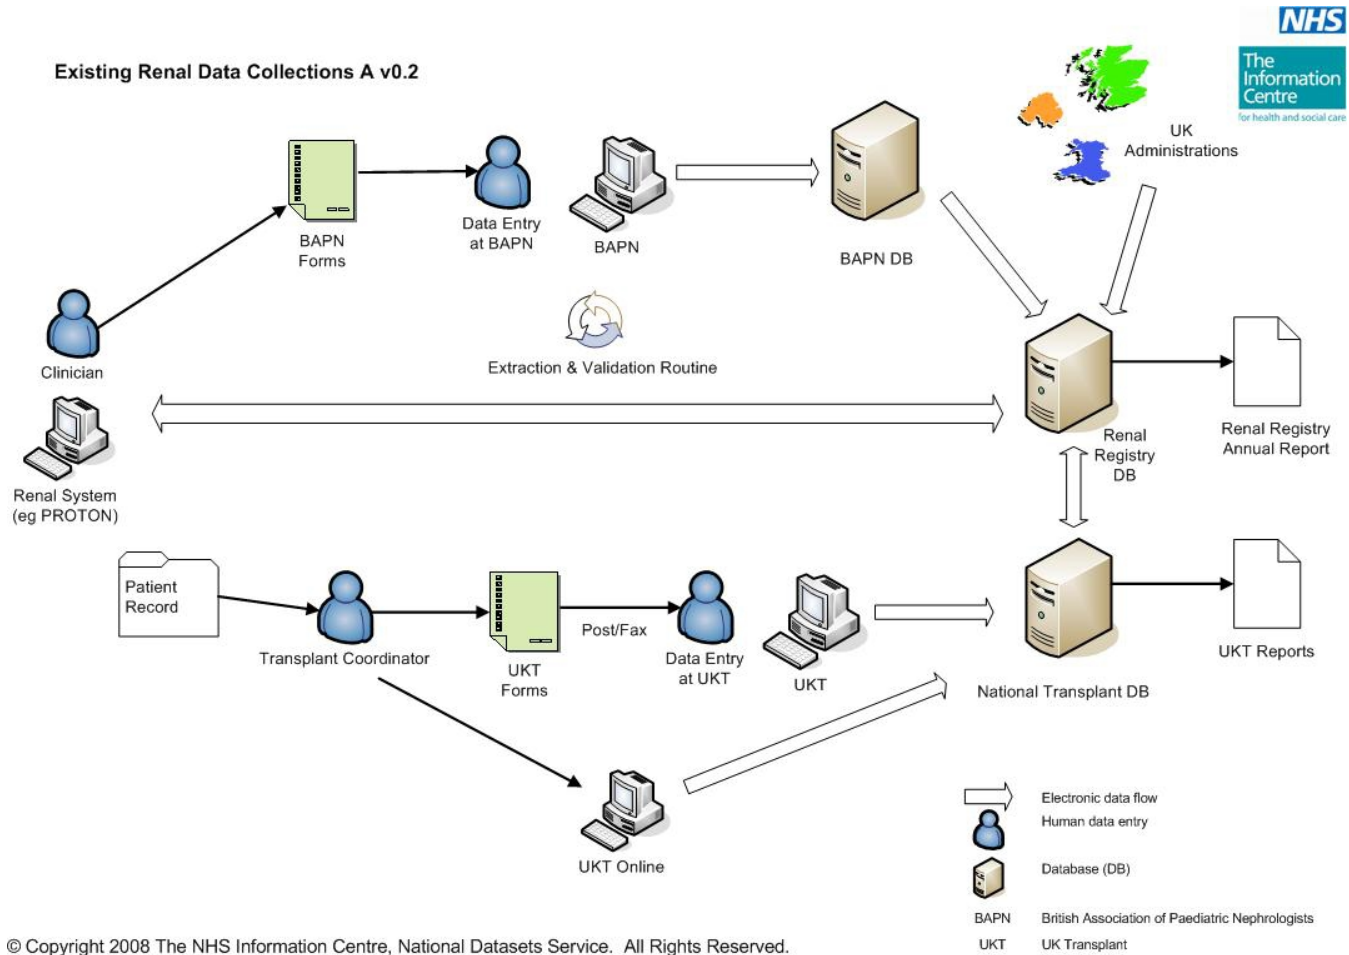 NHS
Existing Renal Data Collections A v0.2
The
Information
Centre
for health and social care
UK
Administrations
BAPN
Forms
Data Entry
at BAPN
BAPN
BAPN DB
Clinician
Extraction & Validation Routine
Renal System
(eg PROTON)
Renal
Registry
DB
Renal Registry
Annual Report
Patient
Record
Transplant Coordinator
UKT
Forms
Post/Fax
Data Entry
at UKT
UKT
National Transplant DB
UKT Reports
UKT Online
Electronic data flow
Human data entry
Database (DB)
BAPN British Association of Paediatric Nephrologists
UKT UK Transplant
© Copyright 2008 The NHS Information Centre, National Datasets Service. All Rights Reserved.